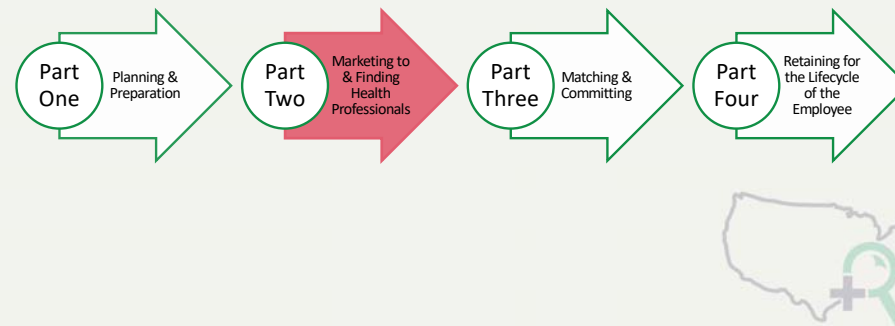 Part
One
Planning &
Preparation
Part
Two
Marketing to
& Finding
Health
Professionals
Part
Three
Matching &
Committing
Part
Four
Retaining for
the Lifecycle
of the
Employee